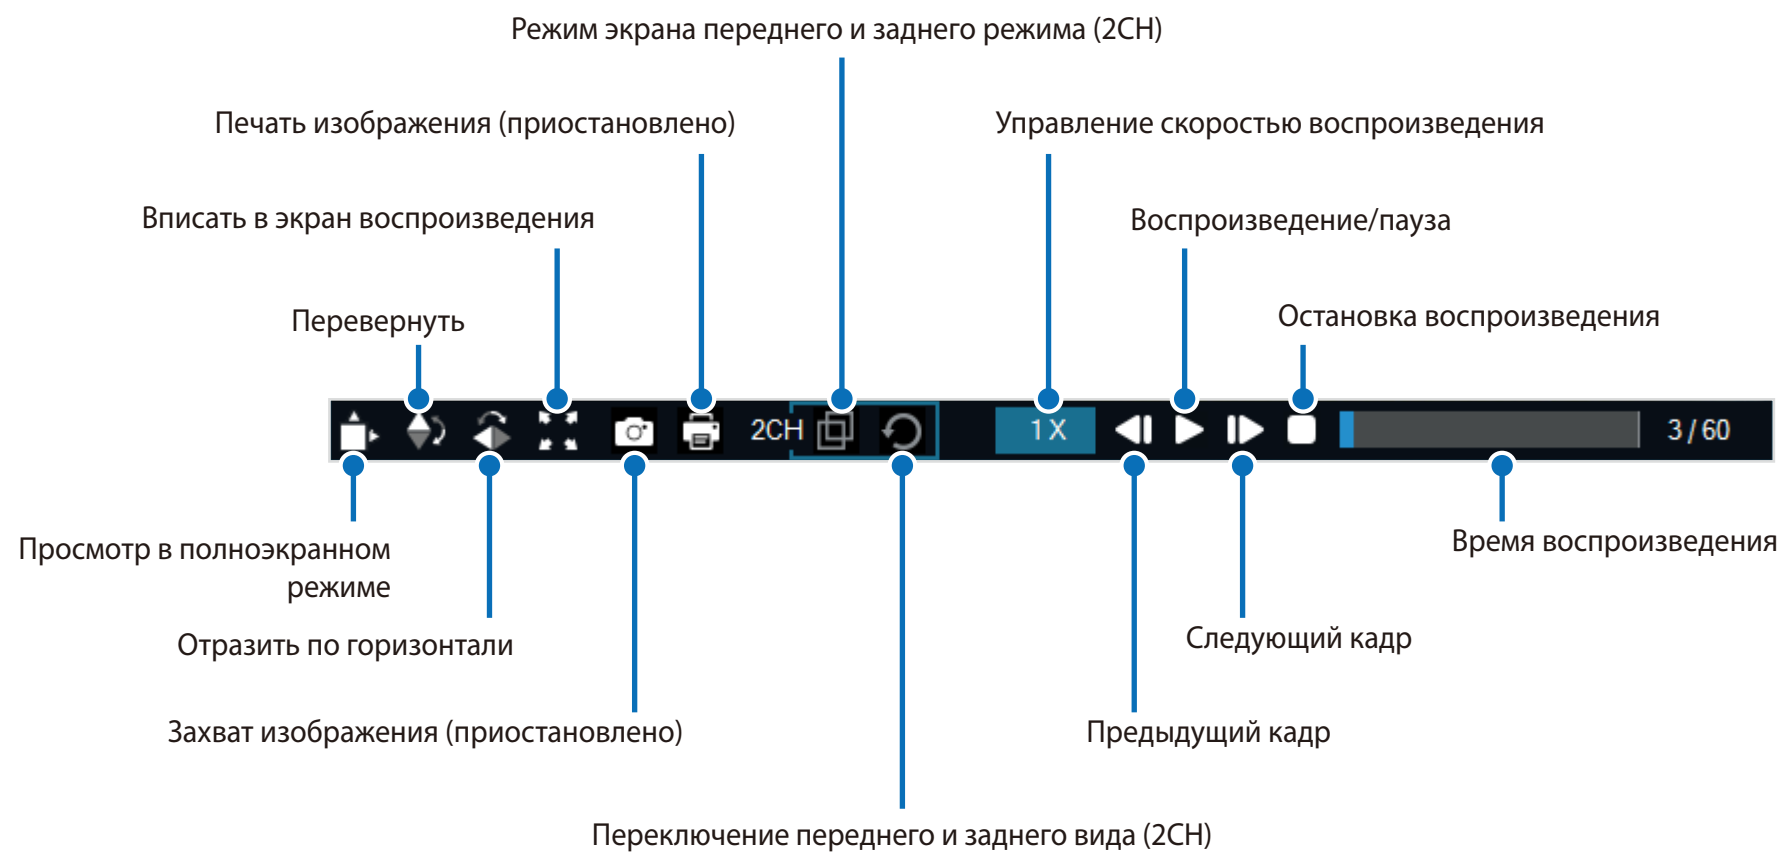 Режим экрана переднего и заднего режима (2CH)
Печать изображения (приостановлено)
Управление скоростью воспроизведения
Вписать в экран воспроизведения
Воспроизведение/пауза
Перевернуть
Остановка воспроизведения
2CH
1 X
3 / 60
Просмотр в полноэкранном
режиме
Время воспроизведения
Отразить по горизонтали
Следующий кадр
Захват изображения (приостановлено)
Предыдущий кадр
Переключение переднего и заднего вида (2CH)